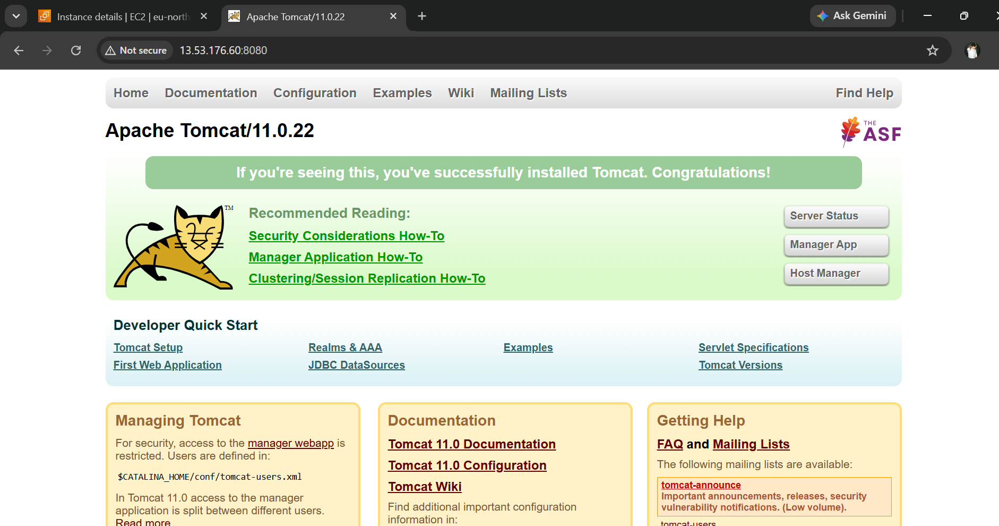 Instance details | EC2 | eu-north
Apache Tomcat/11.0.22
Ask Gemini
Not secure
13.53.176.60:8080
Home Documentation Configuration Examples Wiki Mailing Lists Find Help
Apache Tomcat/11.0.22
THE
ASF
If you're seeing this, you've successfully installed Tomcat. Congratulations!
TM
Recommended Reading:
Security Considerations How-To
Manager Application How-To
Clustering/Session Replication How-To
Server Status
Manager App
Host Manager
Developer Quick Start
Tomcat Setup
First Web Application
Realms & AAA
JDBC DataSources
Examples
Servlet Specifications
Tomcat Versions
Managing Tomcat
For security, access to the manager webapp is
restricted. Users are defined in:
$CATALINA_HOME/conf/tomcat-users.xml
In Tomcat 11.0 access to the manager
application is split between different users.
Read more
Documentation
Tomcat 11.0 Documentation
Tomcat 11.0 Configuration
Tomcat Wiki
Find additional important configuration
information in:
Getting Help
FAQ and Mailing Lists
The following mailing lists are available:
tomcat-announce
Important announcements, releases, security
vulnerability notifications. (Low volume).
tomcat-users